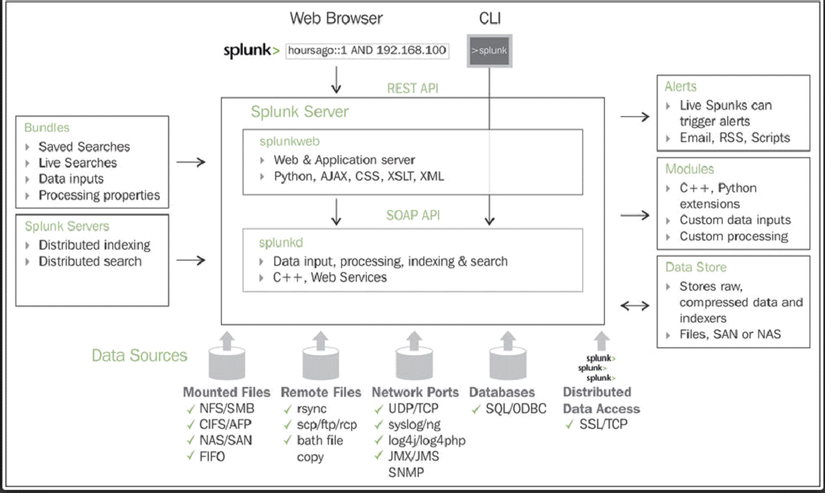 Web Browser
CLI
splunk> hoursago::1 AND 192.168.100
>splunk
REST API
Splunk Server
splunkweb
Web & Application server
Python, AJAX, CSS, XSLT, XML
SOAP API
splunkd
Data input, processing, indexing & search
C++, Web Services
Bundles
Saved Searches
Live Searches
Data inputs
Processing properties
Splunk Servers
Distributed indexing
Distributed search
Alerts
Live Spunks can
trigger alerts
Email, RSS, Scripts
Modules
C++, Python
extensions
Custom data inputs
Custom processing
Data Store
Stores raw,
compressed data and
indexers
Files, SAN or NAS
Data Sources
Mounted Files
NFS/SMB
CIFS/AFP
NAS/SAN
FIFO
Remote Files
rsync
scp/ftp/rcp
bath file
copy
Network Ports
UDP/TCP
syslog/ng
log4j/log4php
JMX/JMS
SNMP
Databases
SQL/ODBC
splunk>
splunk>
splunk>
Distributed
Data Access
SSL/TCP